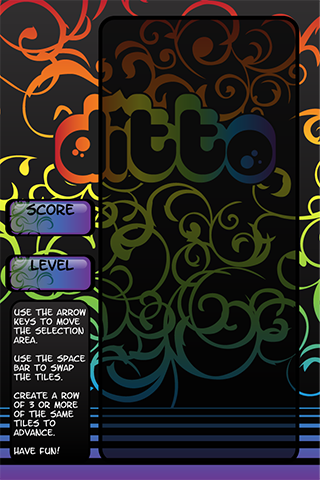 ditto
SCORE
LEVEL
USE THE ARROW
KEYS TO MOVE
THE SELECTION
AREA.
USE THE SPACE
BAR TO SWAP
THE TILES.
CREATE A ROW
OF 3 OR MORE
OF THE SAME
TILES TO
ADVANCE.
HAVE FUN!